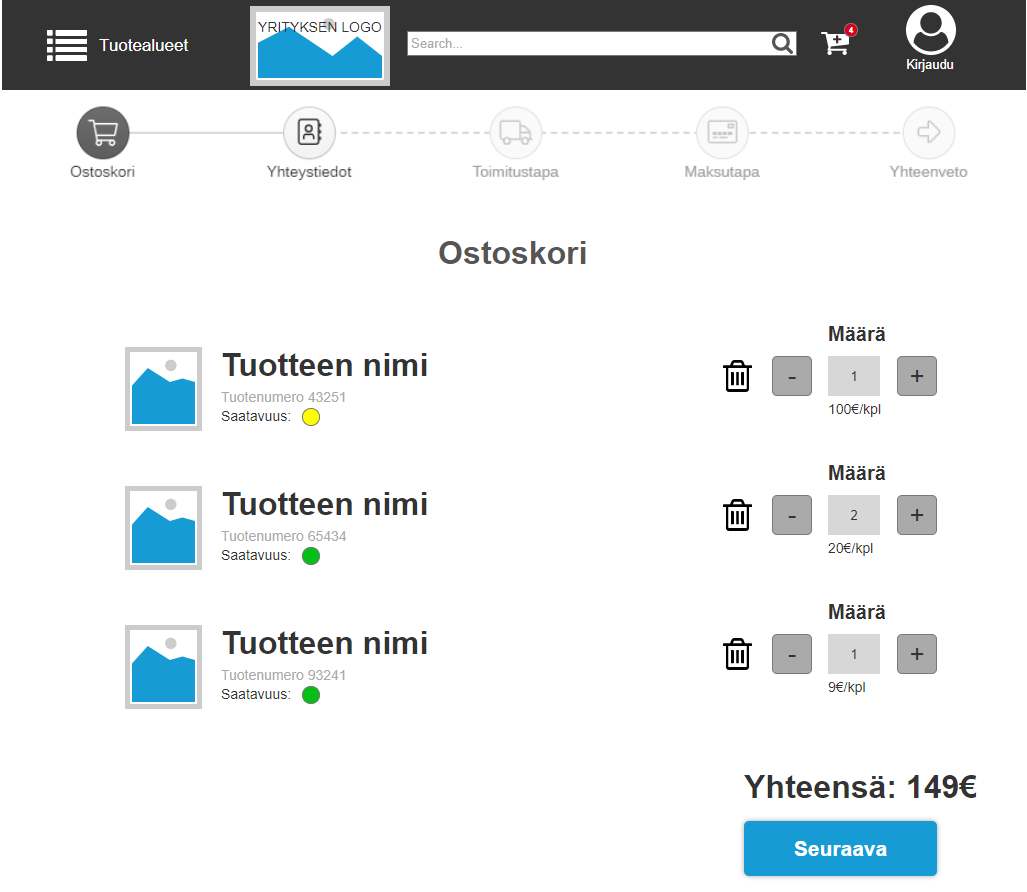 Tuotealueet
YRITYKSEN LOGO
Search...
4
Kirjaudu
Ostoskori
Yhteystiedot
Toimitustapa
Maksutapa
Yhteenveto
Ostoskori
Määrä
Tuotteen nimi
- 1 +
Tuotenumero 43251
100€/kpl
Saatavuus:
Määrä
Tuotteen nimi
- 2 +
Tuotenumero 65434
20€/kpl
Saatavuus:
Määrä
Tuotteen nimi
- 1 +
Tuotenumero 93241
9€/kpl
Saatavuus:
Yhteensä: 149€
Seuraava